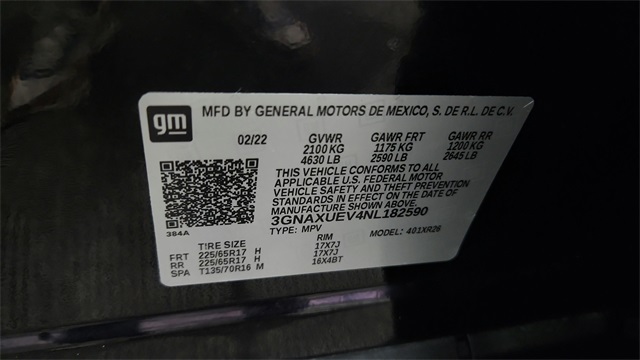 gm MFD BY GENERAL MOTORS DE MEXICO, S. DE R.L. DE C.V.
02/22 GVWR GAWR FRT GAWR RR
2100 KG 1175 KG 1200 KG
4630 LB 2590 LB 2645 LB
THIS VEHICLE CONFORMS TO ALL
APPLICABLE U.S. FEDERAL MOTOR
VEHICLE SAFETY AND THEFT PREVENTION
STANDARDS IN EFFECT ON THE DATE OF
MANUFACTURE SHOWN ABOVE.
3GNAXUEV4NL182590
384A
TYPE: MPV MODEL: 401XR26
TIRE SIZE RIM
FRT 225/65R17 H 17X7J
RR 225/65R17 H 17X7J
SPA T135/70R16 M 16X4BT